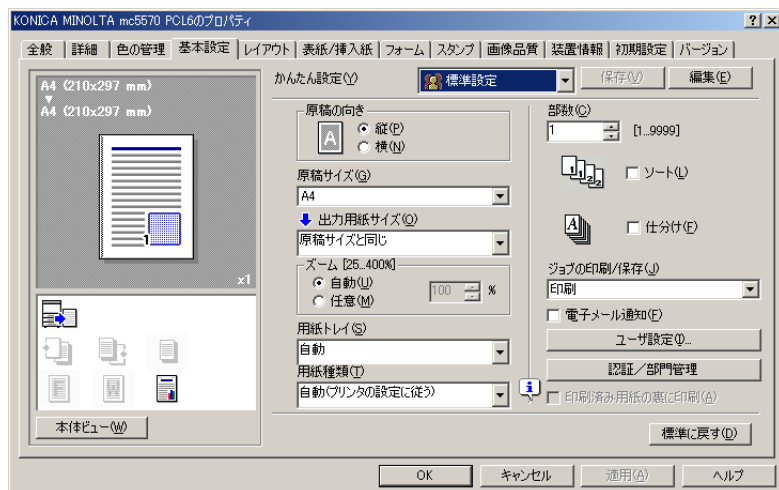 KONICA MINOLTA mc5570 PCL6のプロパティ
全般 詳細 色の管理 基本設定 レイアウト 表紙/挿入紙 フォーム スタンプ 画像品質 装置情報 初期設定 バージョン
A4 (210x297 mm)
A4 (210x297 mm)
1
x1
本体ビュー(W)
かんたん設定(Y) 標準設定 保存(V) 編集(E)
原稿の向き
A 縦(P)
横(N)
原稿サイズ(G)
A4
出力用紙サイズ(O)
原稿サイズと同じ
ズーム [25...400%]
自動(U)
任意(M)
100 %
用紙トレイ(S)
自動
用紙種類(T)
自動(プリンタの設定に従う)
部数(C)
1 [1...9999]
1 1 2 2 ソート(L)
A 仕分け(F)
ジョブの印刷/保存(J)
印刷
電子メール通知(F)
ユーザ設定(I)...
認証/部門管理
印刷済み用紙の裏に印刷(A)
標準に戻す(D)
OK キャンセル 適用(A) ヘルプ